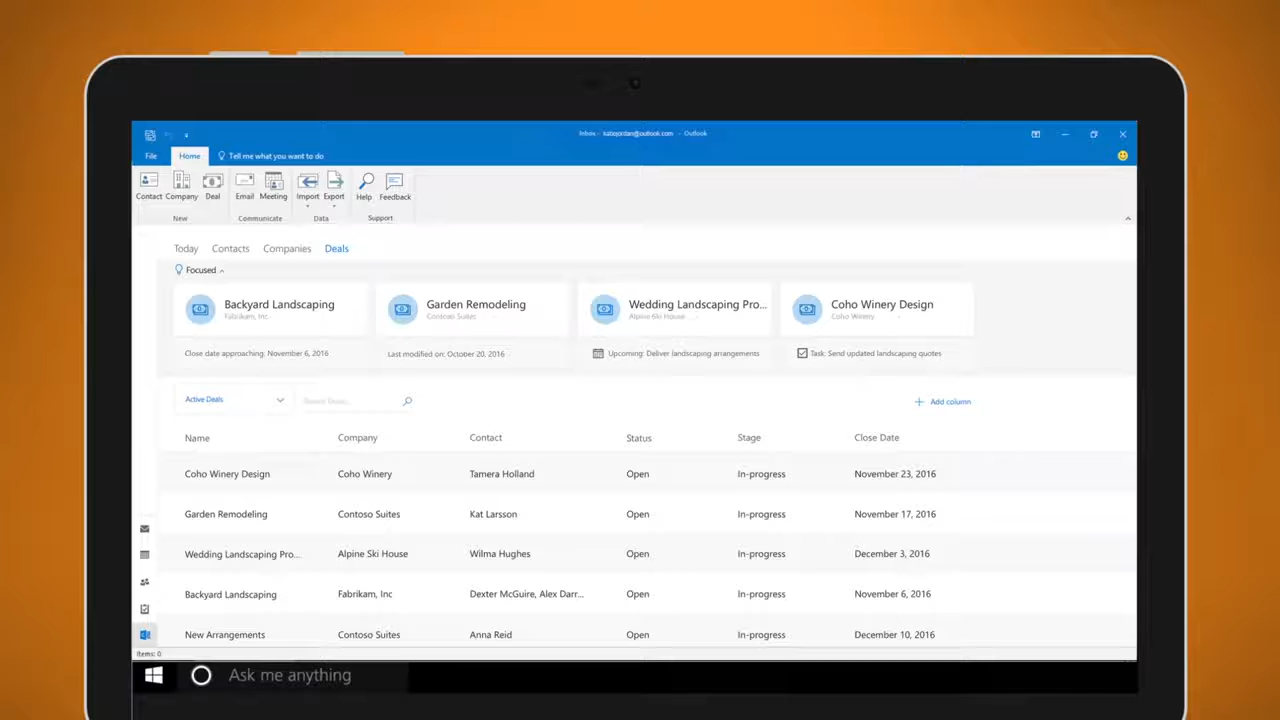 Inbox - katiejordan@outlook.com - Outlook
File Home Tell me what you want to do
Contact Company Deal Email Meeting Import Export Help Feedback
New Communicate Data Support
Today Contacts Companies Deals
Focused
Backyard Landscaping
Fabrikam, Inc
Close date approaching: November 6, 2016
Garden Remodeling
Contoso Suites
Last modified on: October 20, 2016
Wedding Landscaping Pro...
Alpine Ski House
Upcoming: Deliver landscaping arrangements
Coho Winery Design
Coho Winery
Task: Send updated landscaping quotes
Active Deals Search Deals... Add column
Name Company Contact Status Stage Close Date
Coho Winery Design Coho Winery Tamera Holland Open In-progress November 23, 2016
Garden Remodeling Contoso Suites Kat Larsson Open In-progress November 17, 2016
Wedding Landscaping Pro... Alpine Ski House Wilma Hughes Open In-progress December 3, 2016
Backyard Landscaping Fabrikam, Inc Dexter McGuire, Alex Darr... Open In-progress November 6, 2016
New Arrangements Contoso Suites Anna Reid Open In-progress December 10, 2016
Items: 0
Ask me anything